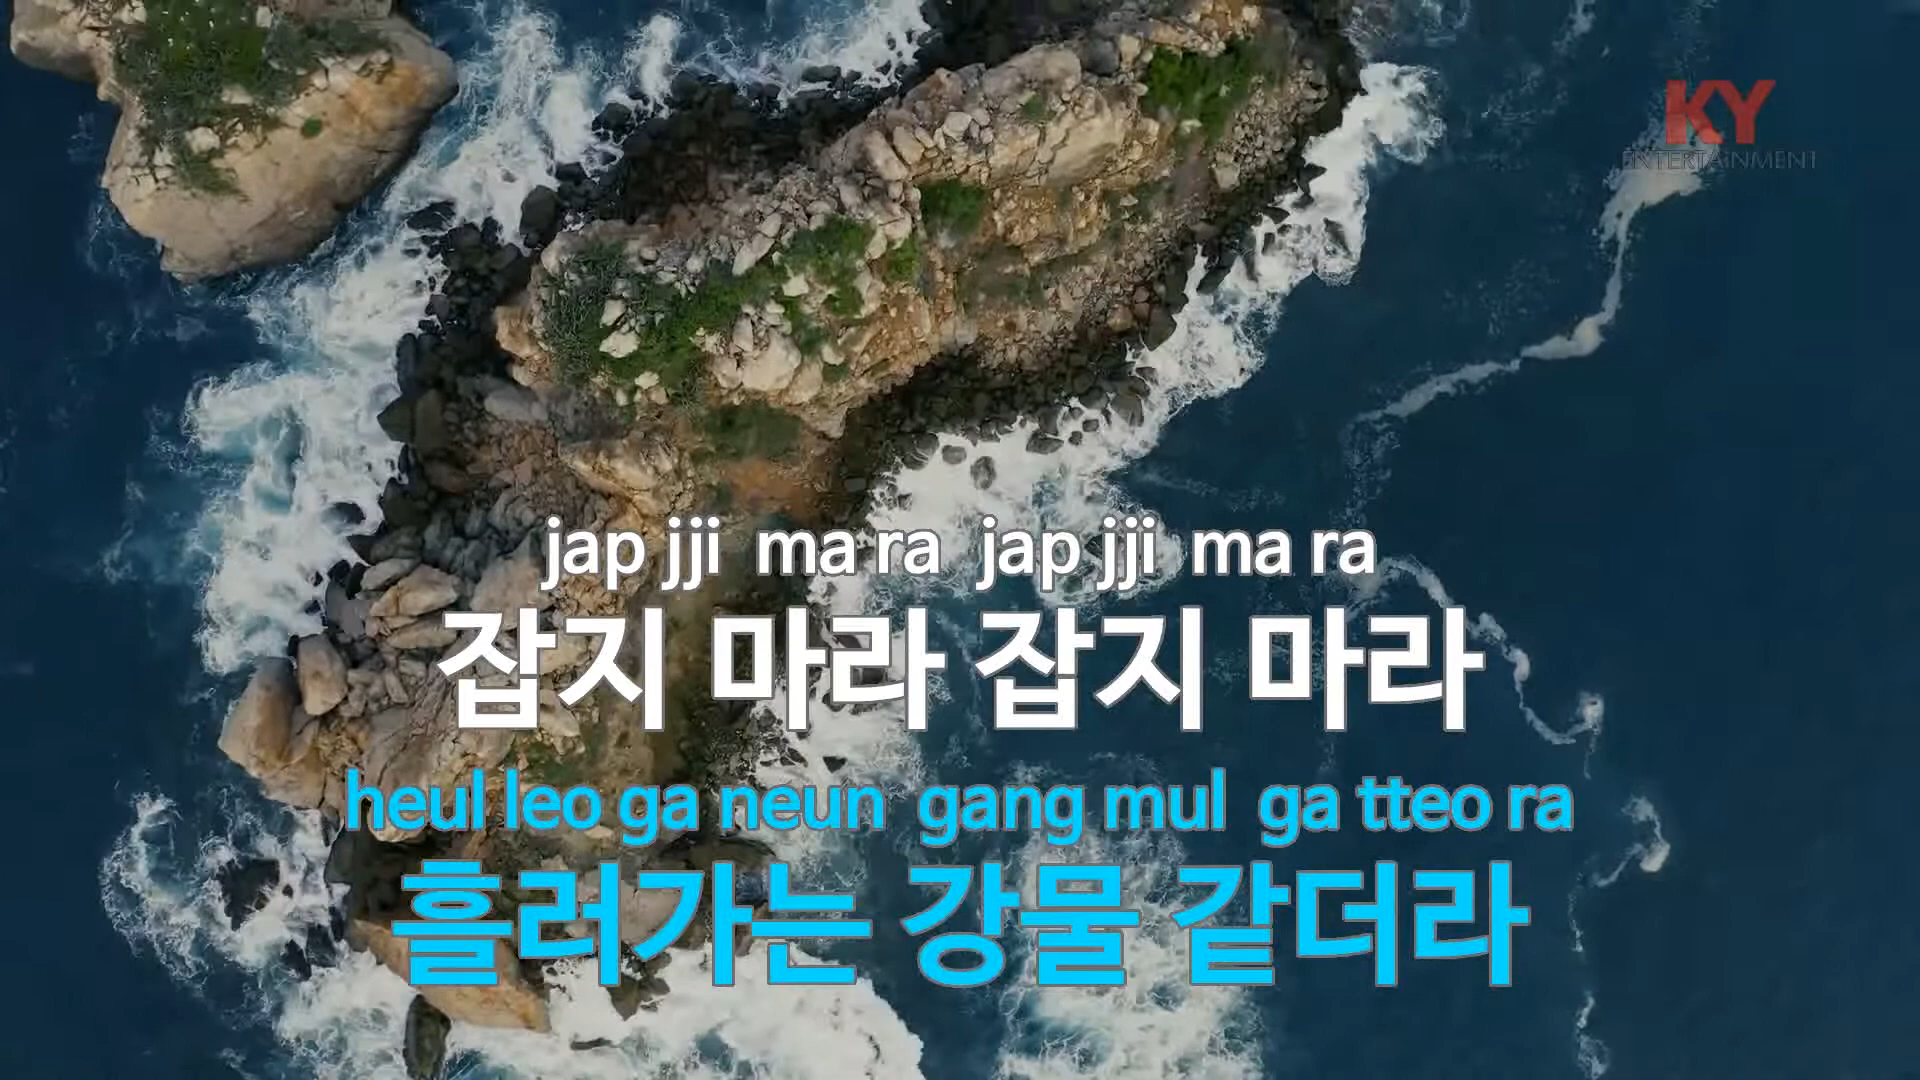 KY
ENTERTAINMENT
jap jji ma ra jap jji ma ra
잡지 마라 잡지 마라
heul leo ga neun gang mul ga tteo ra
흘러가는 강물 같더라